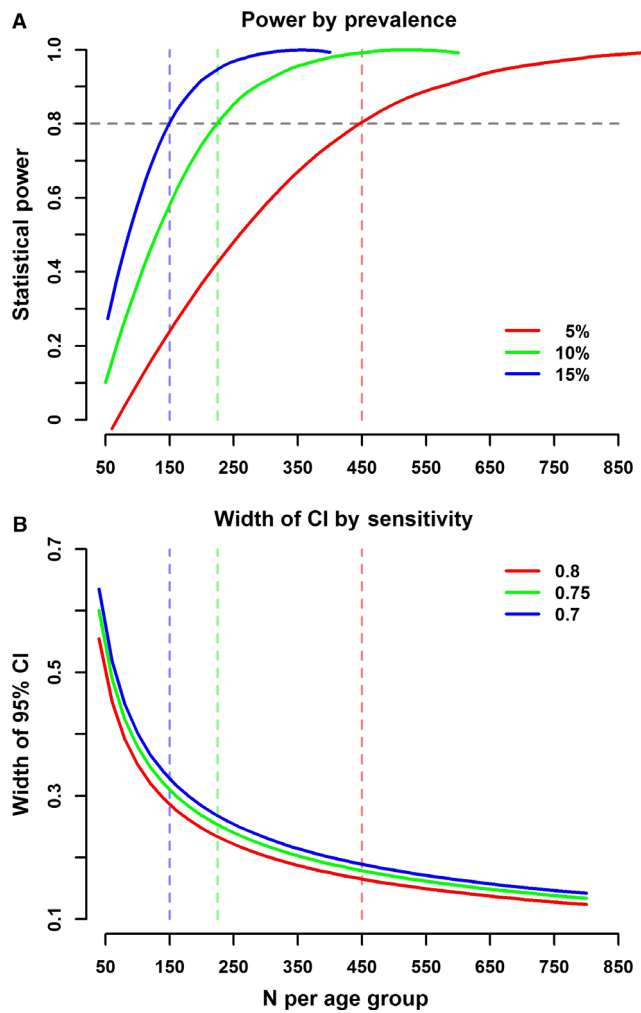 A
Power by prevalence
Statistical power
1.0
0.8
0.6
0.4
0.2
0
5%
10%
15%
50 150 250 350 450 550 650 750 850
B
Width of CI by sensitivity
Width of 95% CI
0.7
0.5
0.3
0.1
0.8
0.75
0.7
50 150 250 350 450 550 650 750 850
N per age group